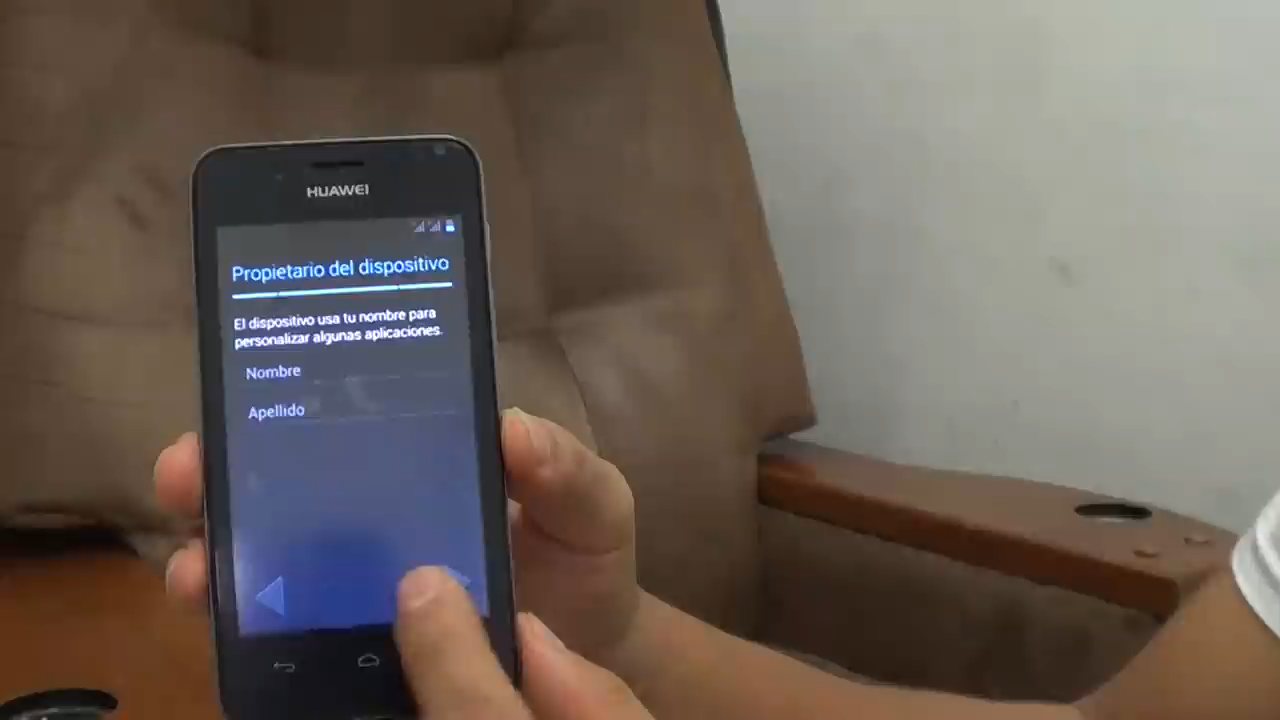 HUAWEI
Propietario del dispositivo
El dispositivo usa tu nombre para
personalizar algunas aplicaciones.
Nombre
Apellido